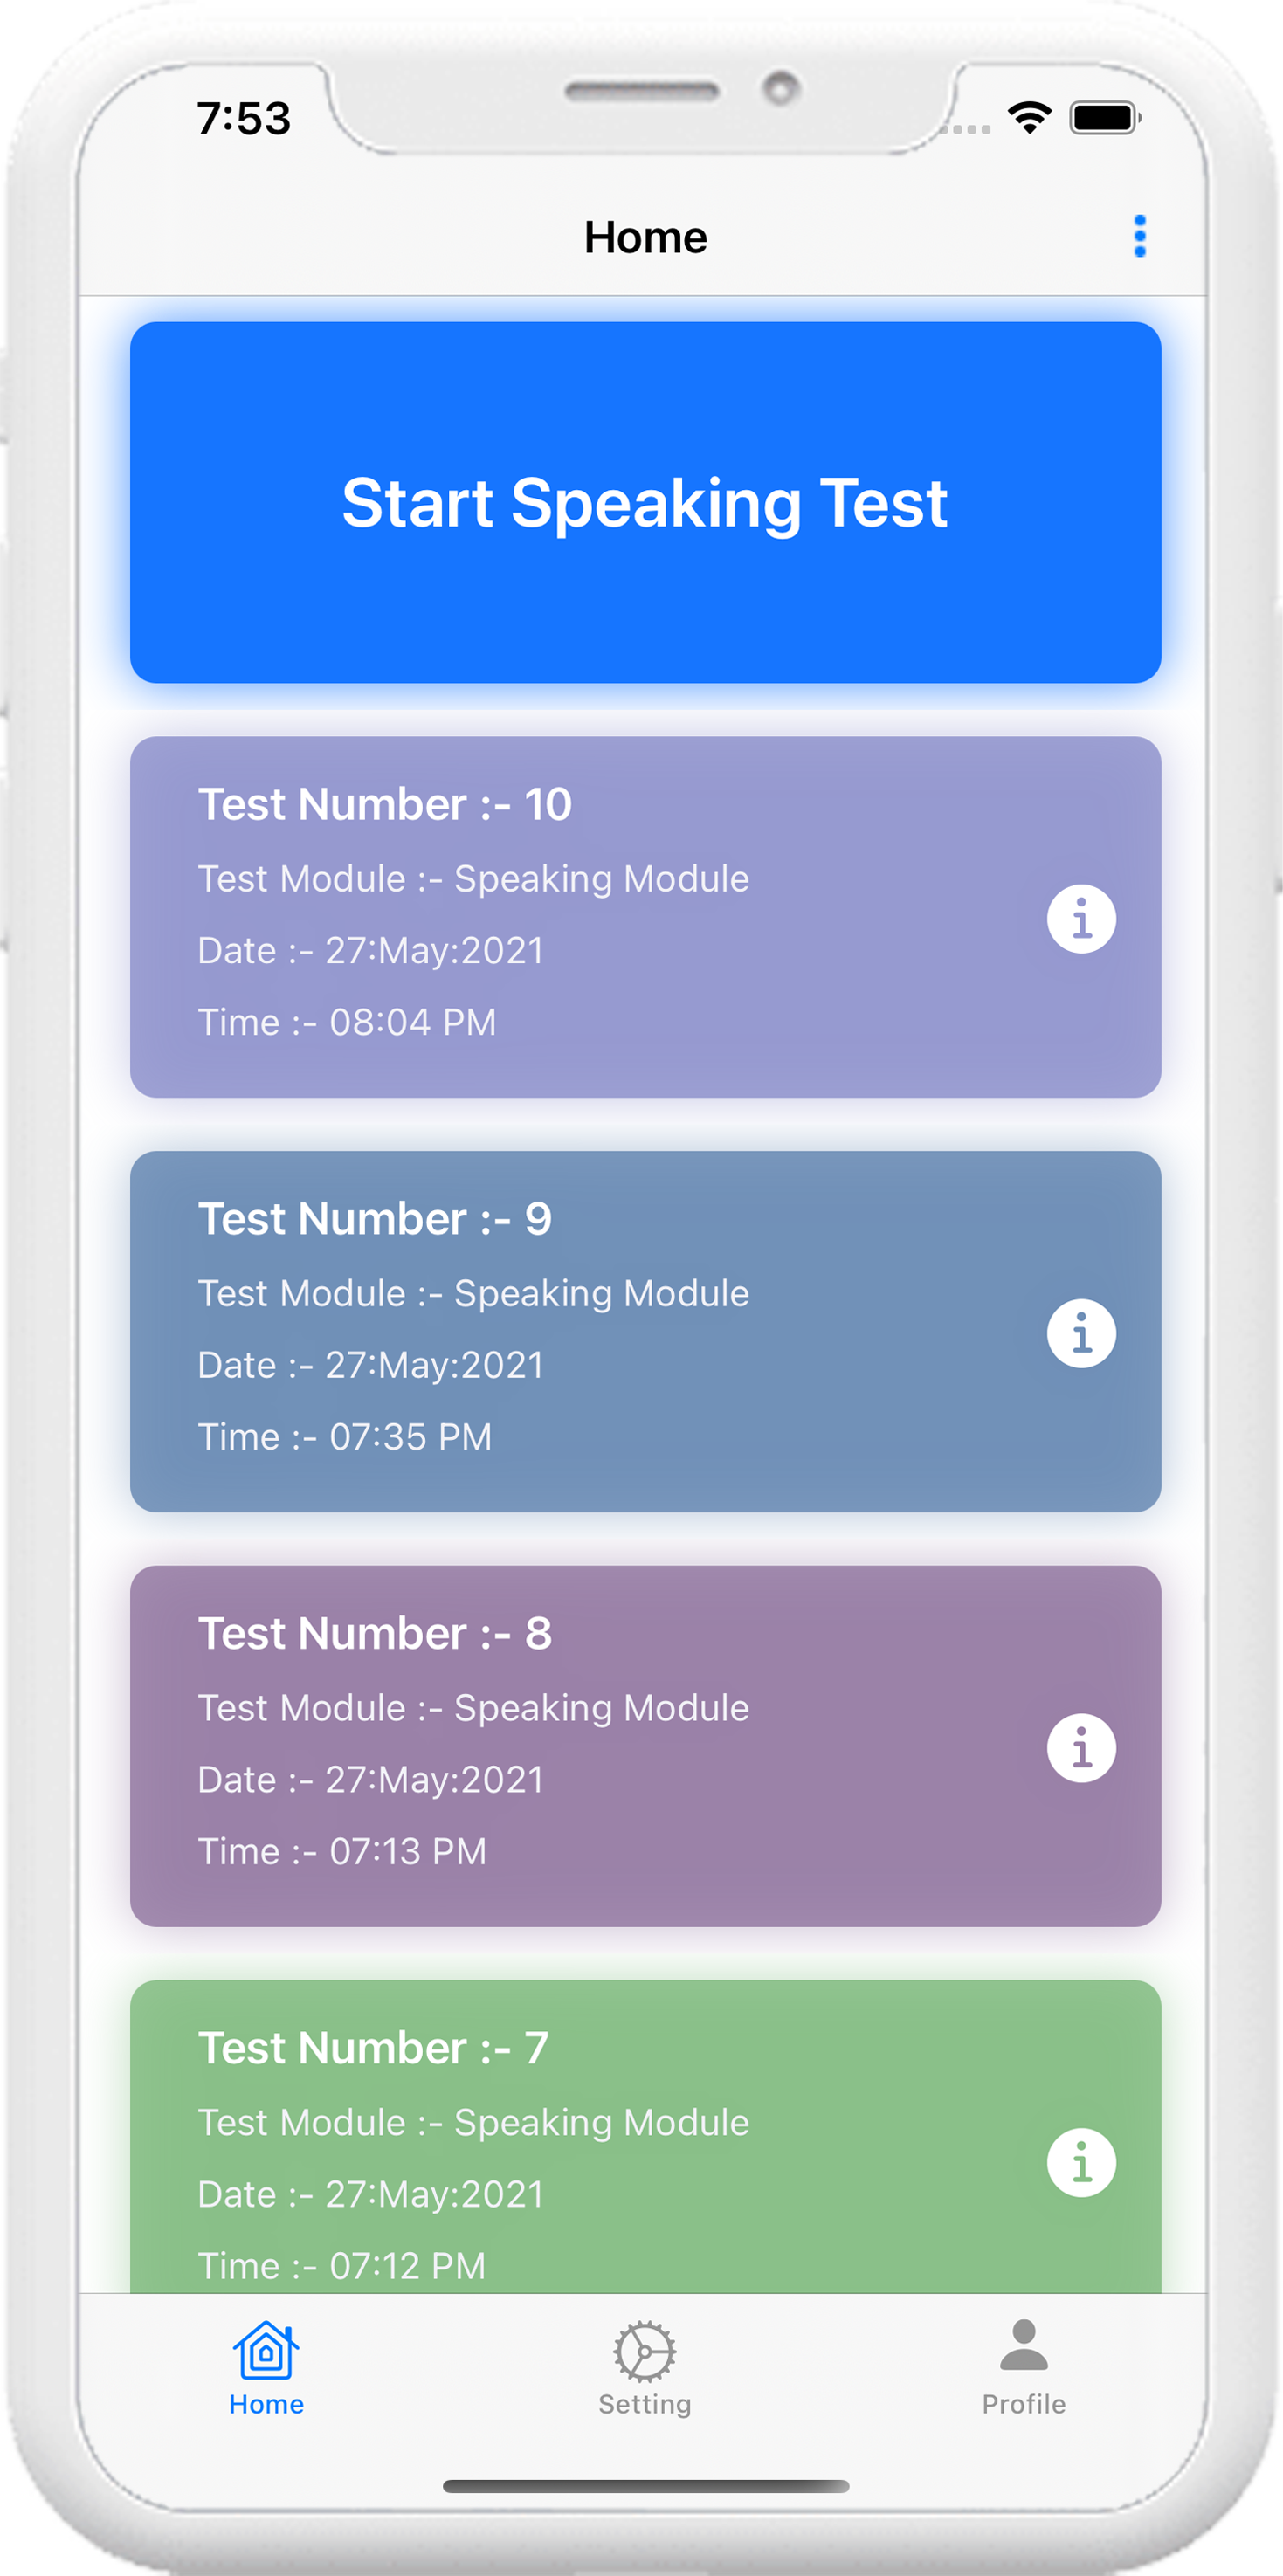 7:53
Home
Start Speaking Test
Test Number :- 10
Test Module :- Speaking Module
Date :- 27:May:2021
Time :- 08:04 PM
Test Number :- 9
Test Module :- Speaking Module
Date :- 27:May:2021
Time :- 07:35 PM
Test Number :- 8
Test Module :- Speaking Module
Date :- 27:May:2021
Time :- 07:13 PM
Test Number :- 7
Test Module :- Speaking Module
Date :- 27:May:2021
Time :- 07:12 PM
Home
Setting
Profile